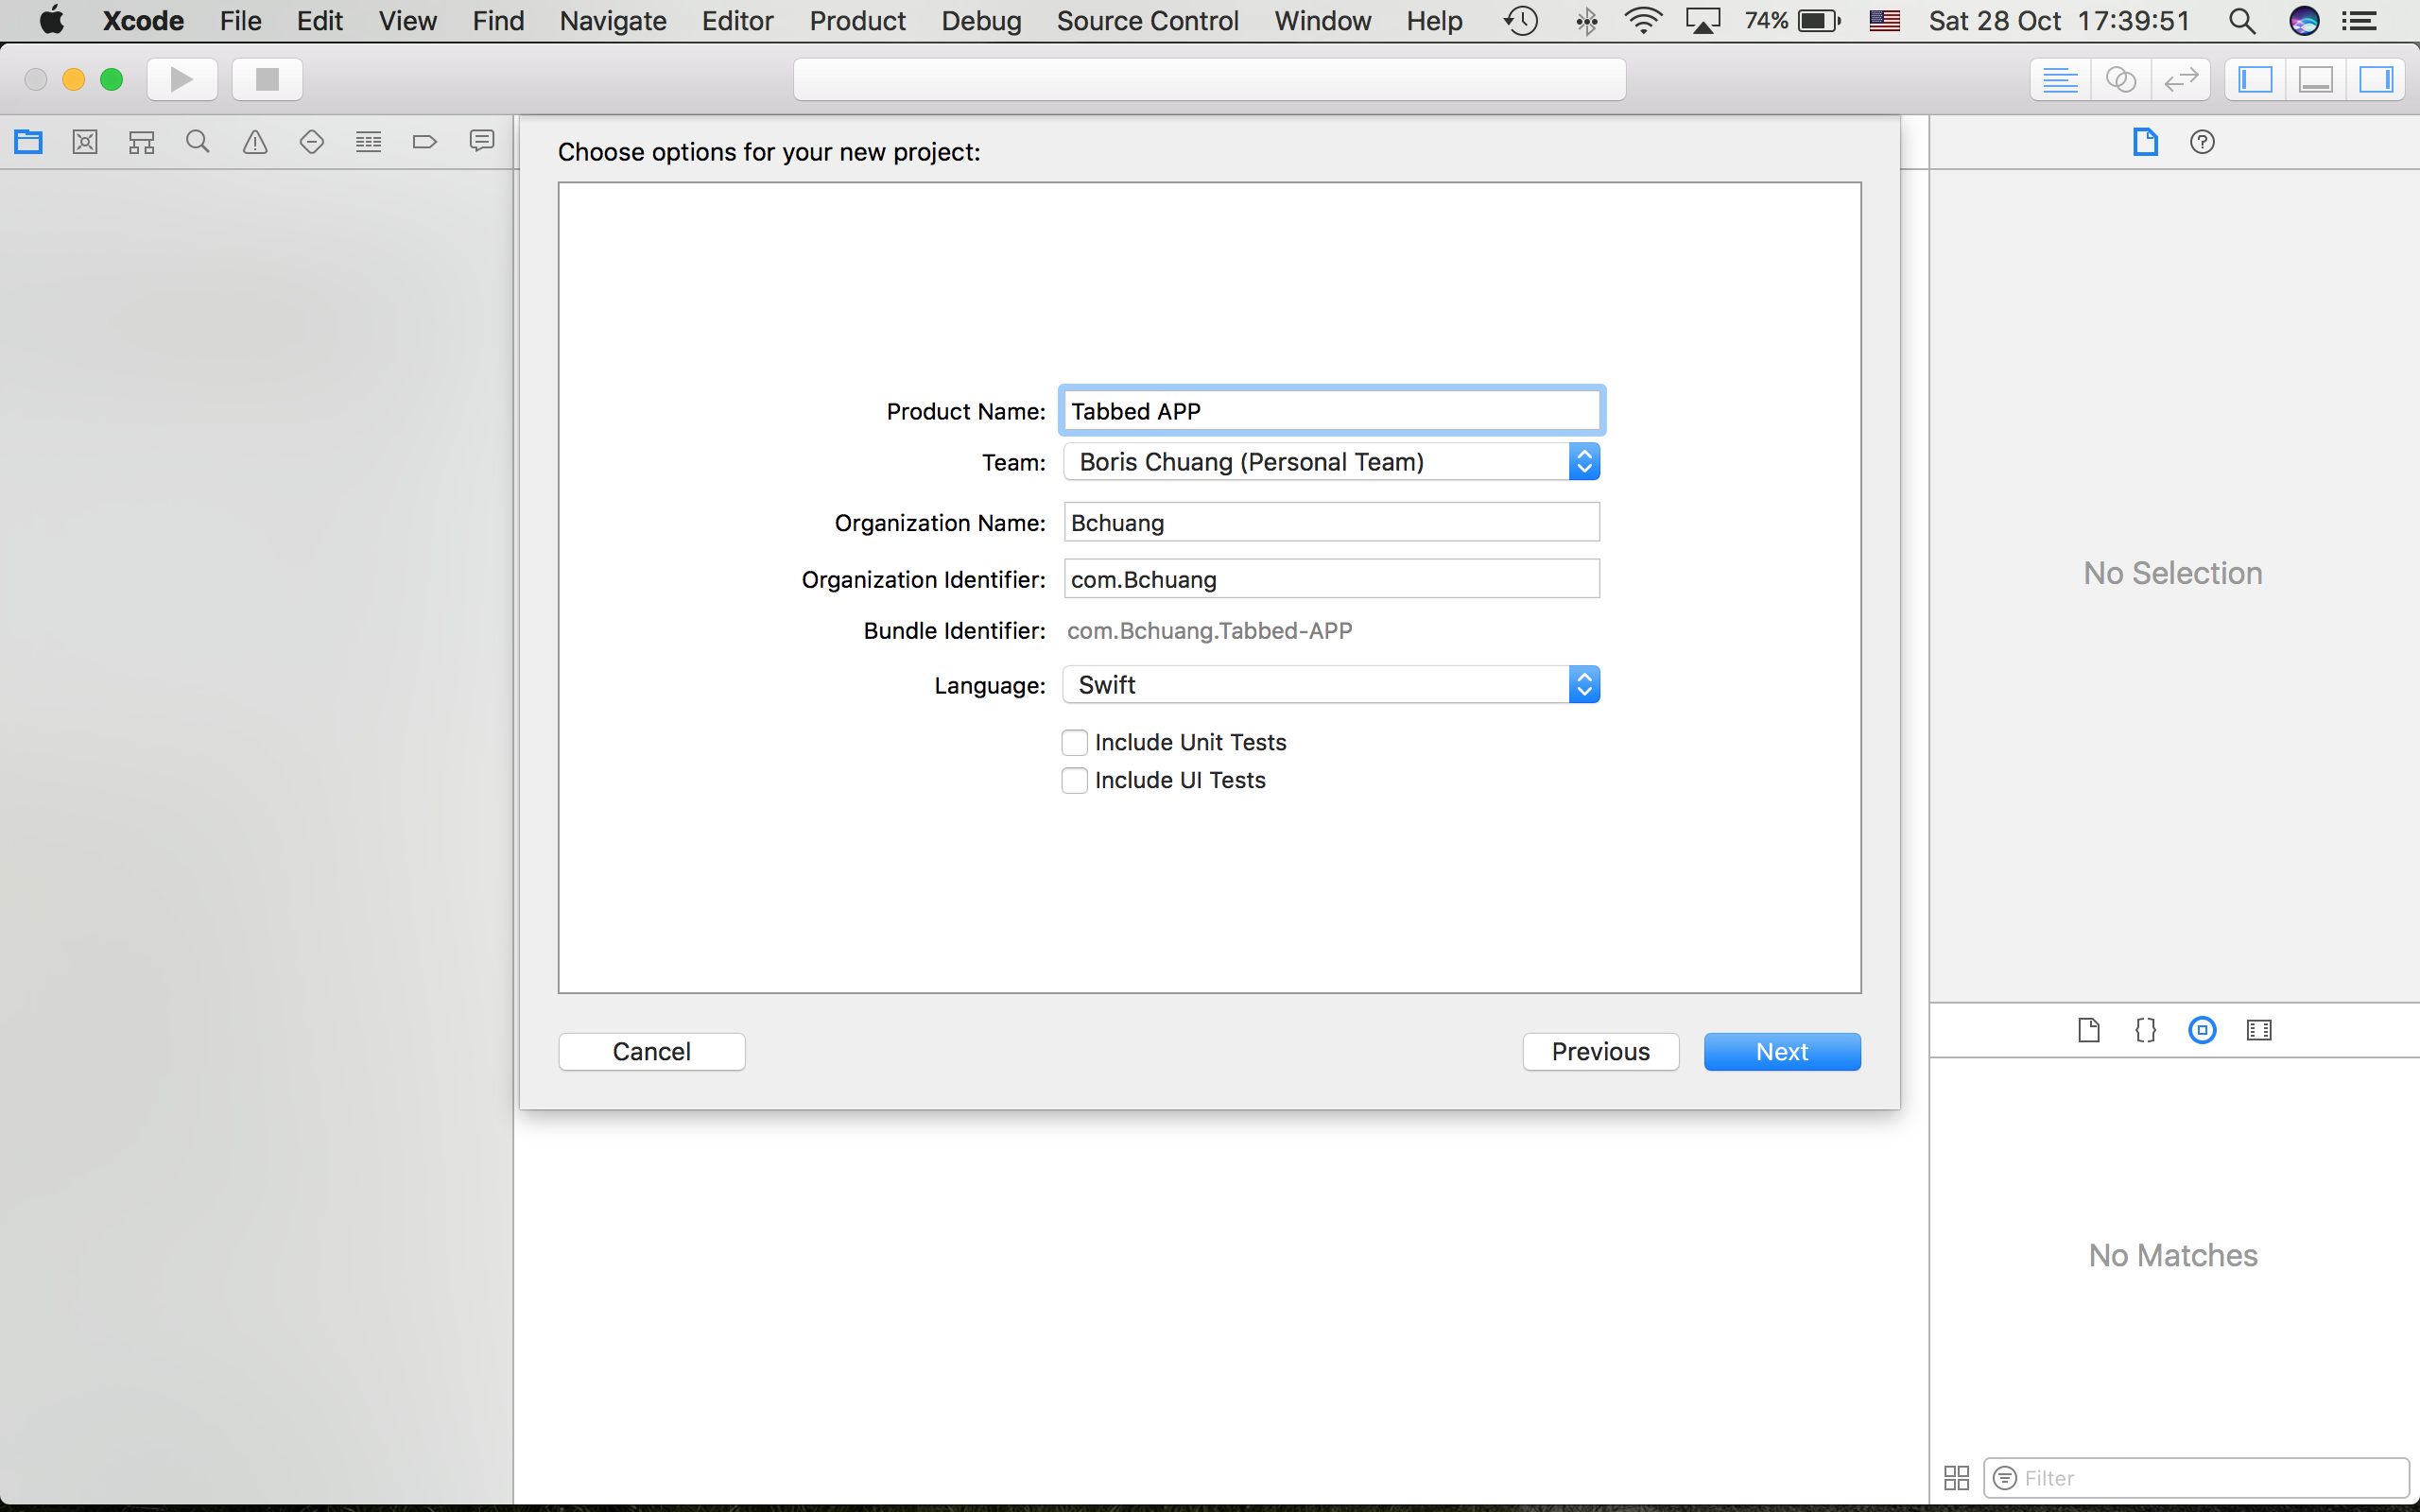 Xcode File Edit View Find Navigate Editor Product Debug Source Control Window Help 74% Sat 28 Oct 17:39:51
Choose options for your new project:
Product Name: Tabbed APP
Team: Boris Chuang (Personal Team)
Organization Name: Bchuang
Organization Identifier: com.Bchuang
Bundle Identifier: com.Bchuang.Tabbed-APP
Language: Swift
Include Unit Tests
Include UI Tests
Cancel Previous Next
No Selection
No Matches
Filter